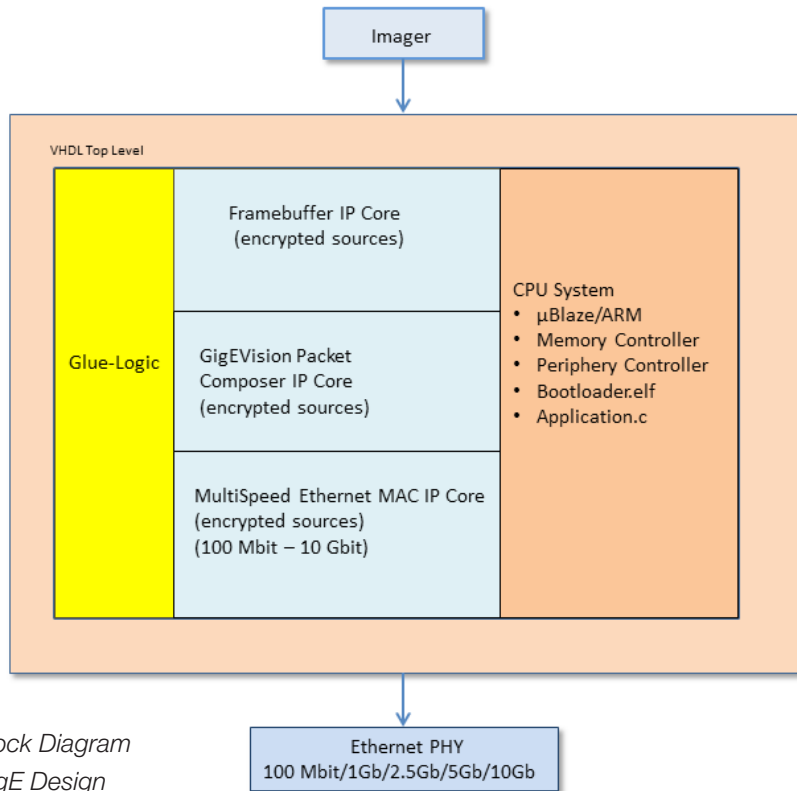 Imager
VHDL Top Level
Glue-Logic
Framebuffer IP Core
(encrypted sources)
GigEVision Packet
Composer IP Core
(encrypted sources)
MultiSpeed Ethernet MAC IP Core
(encrypted sources)
(100 Mbit – 10 Gbit)
CPU System
• µBlaze/ARM
• Memory Controller
• Periphery Controller
• Bootloader.elf
• Application.c
Ethernet PHY
100 Mbit/1Gb/2.5Gb/5Gb/10Gb
Diagram
Design